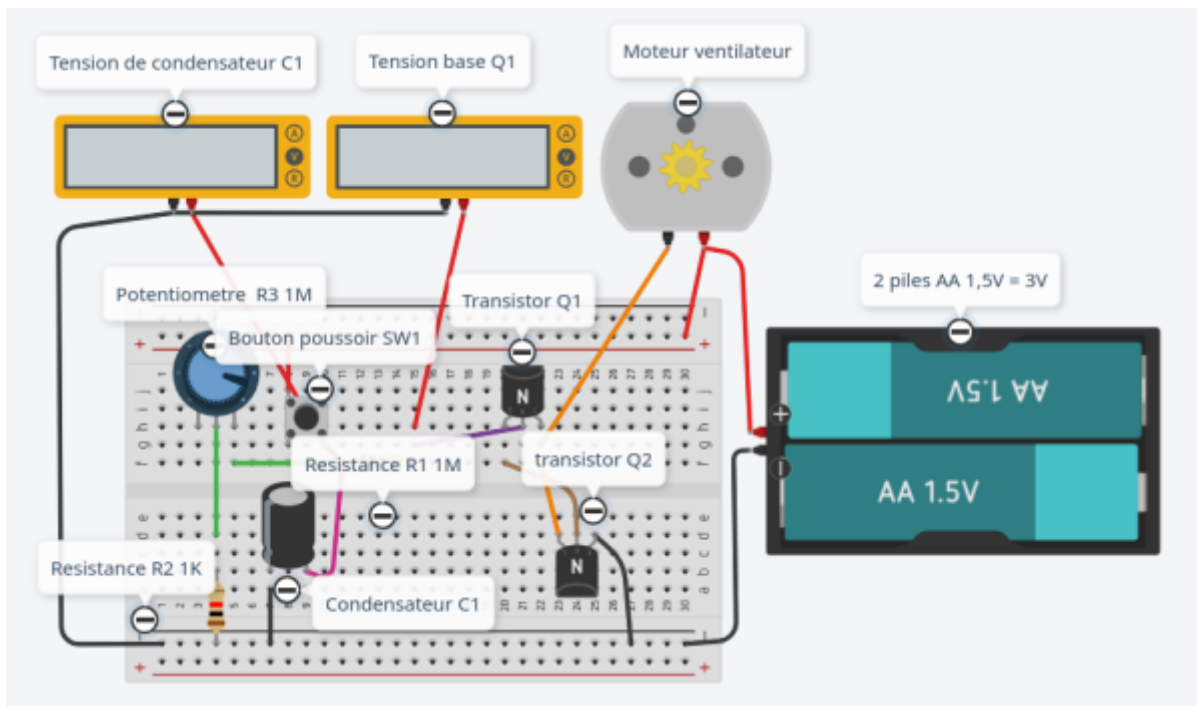 Tension de condensateur C1
Tension base Q1
Moteur ventilateur
A
V
R
A
V
R
2 piles AA 1,5V = 3V
Potentiometre R3 1M
Transistor Q1
Bouton poussoir SW1
N
AA 1.5V
Resistance R1 1M
transistor Q2
AA 1.5V
N
Resistance R2 1K
Condensateur C1